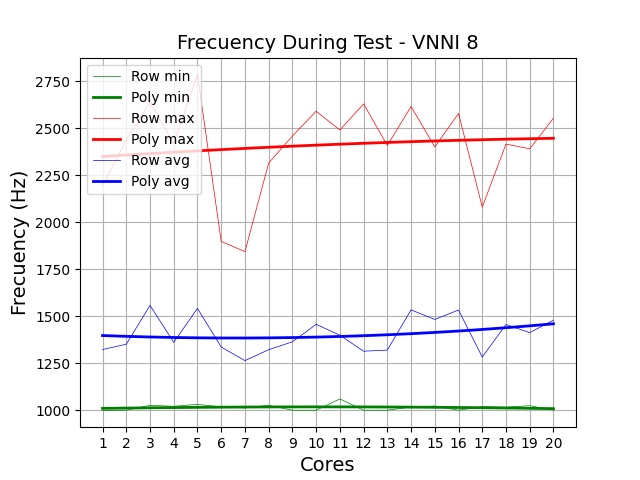 Frecuency During Test - VNNI 8
Row min
Poly min
Row max
Poly max
Row avg
Poly avg
2750
2500
2250
2000
1750
1500
1250
1000
Frecuency (Hz)
1 2 3 4 5 6 7 8 9 10 11 12 13 14 15 16 17 18 19 20
Cores